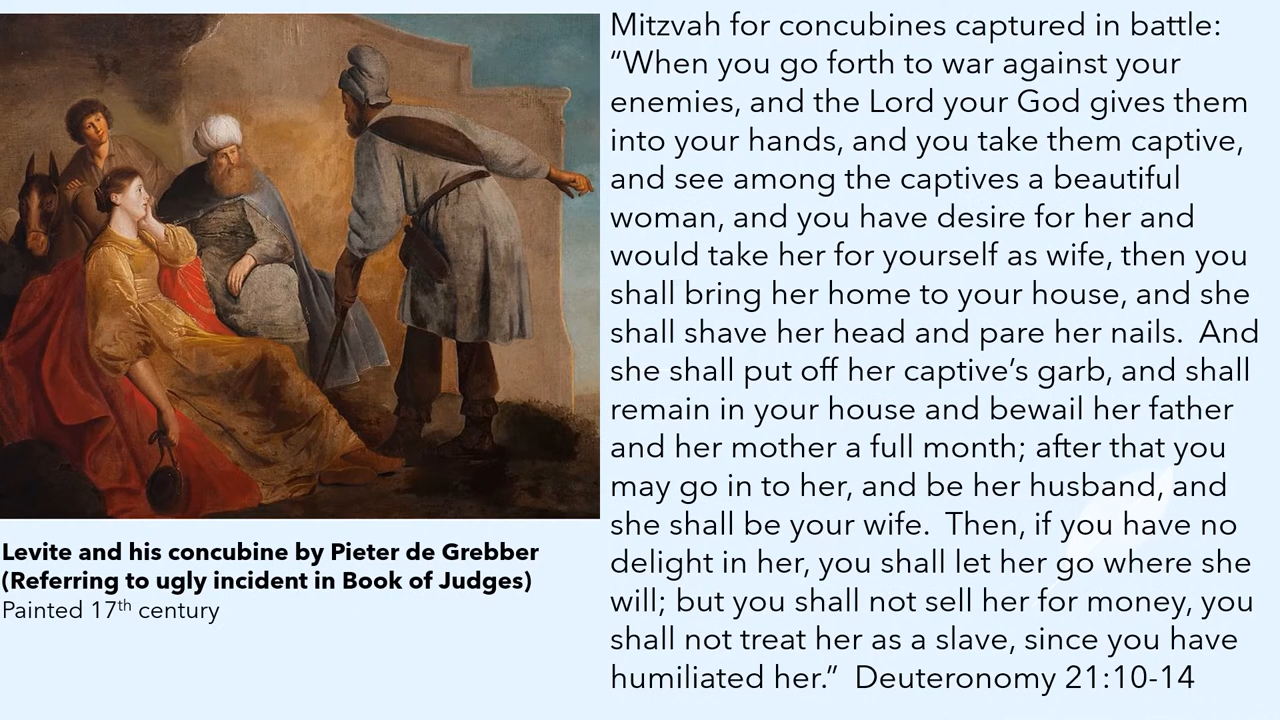 Mitzvah for concubines captured in battle:
“When you go forth to war against your
enemies, and the Lord your God gives them
into your hands, and you take them captive,
and see among the captives a beautiful
woman, and you have desire for her and
would take her for yourself as wife, then you
shall bring her home to your house, and she
shall shave her head and pare her nails.  And
she shall put off her captive’s garb, and shall
remain in your house and bewail her father
and her mother a full month; after that you
may go in to her, and be her husband, and
she shall be your wife.  Then, if you have no
delight in her, you shall let her go where she
will; but you shall not sell her for money, you
shall not treat her as a slave, since you have
humiliated her.”  Deuteronomy 21:10-14
Levite and his concubine by Pieter de Grebber
(Referring to ugly incident in Book of Judges)
Painted 17th century